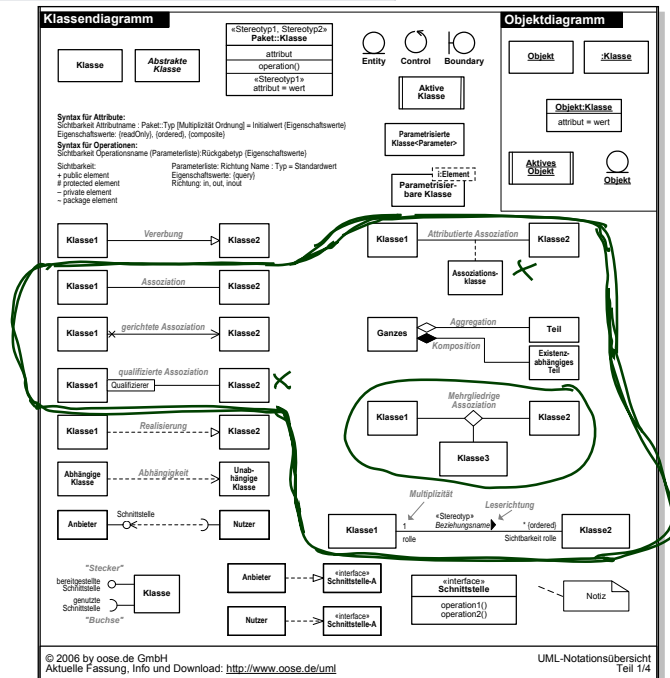 Klassendiagramm
Objektdiagramm
Klasse
Abstrakte
Klasse
«Stereotyp1, Stereotyp2»
Paket::Klasse
attribut
operation()
«Stereotyp1»
attribut = wert
Entity
Control
Boundary
Aktive
Klasse
Parametrisierte
Klasse<Parameter>
i:Element
Parametrisier-
bare Klasse
Objekt
:Klasse
Objekt:Klasse
attribut = wert
Aktives
Objekt
Objekt
Syntax für Attribute:
Sichtbarkeit Attributname : Paket::Typ [Multiplizität Ordnung] = Initialwert {Eigenschaftswerte}
Eigenschaftswerte: {readOnly}, {ordered}, {composite}
Syntax für Operationen:
Sichtbarkeit Operationsname (Parameterliste):Rückgabetyp {Eigenschaftswerte}
Sichtbarkeit:
+ public element
# protected element
– private element
~ package element
Parameterliste: Richtung Name : Typ = Standardwert
Eigenschaftswerte: {query}
Richtung: in, out, inout
Klasse1 Vererbung Klasse2
Klasse1 Assoziation Klasse2
Klasse1 gerichtete Assoziation Klasse2
Klasse1 qualifizierte Assoziation Klasse2
Qualifizierer
Klasse1 Realisierung Klasse2
Abhängige
Klasse
Abhängigkeit
Unab-
hängige
Klasse
Anbieter Schnittstelle Nutzer
Klasse1 Attributierte Assoziation Klasse2
Assoziations-
klasse
Ganzes
Aggregation
Teil
Komposition
Existenz-
abhängiges
Teil
Mehrgliedrige
Assoziation
Klasse1
Klasse2
Klasse3
Multiplizität
Leserichtung
Klasse1
1
rolle
«Stereotyp»
Beziehungsname
* {ordered}
Sichtbarkeit rolle
Klasse2
"Stecker"
bereitgestellte
Schnittstelle
genutzte
Schnittstelle
"Buchse"
Klasse
Anbieter
«interface»
Schnittstelle-A
Nutzer
«interface»
Schnittstelle-A
«interface»
Schnittstelle
operation1()
operation2()
Notiz
© 2006 by oose.de GmbH
Aktuelle Fassung, Info und Download: http://www.oose.de/uml
UML-Notationsübersicht
Teil 1/4